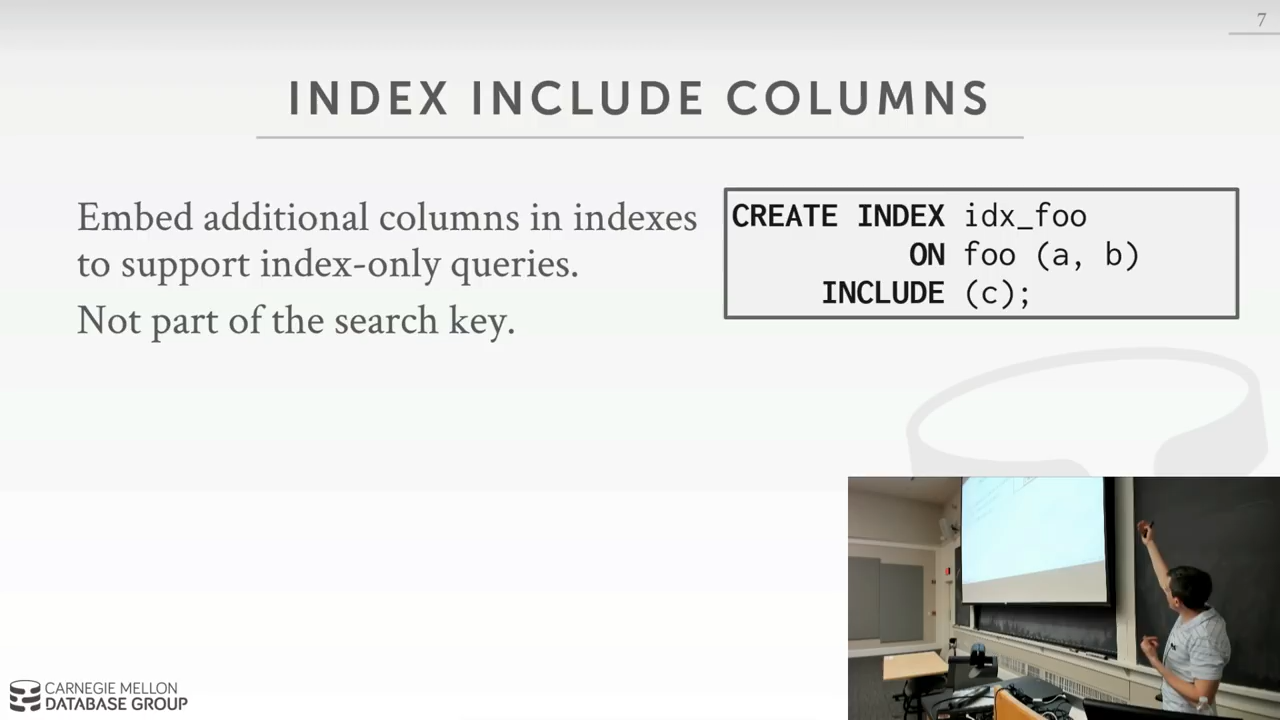 7
INDEX INCLUDE COLUMNS
Embed additional columns in indexes
to support index-only queries.
Not part of the search key.
CREATE INDEX idx_foo
ON foo (a, b)
INCLUDE (c);
CARNEGIE MELLON
DATABASE GROUP